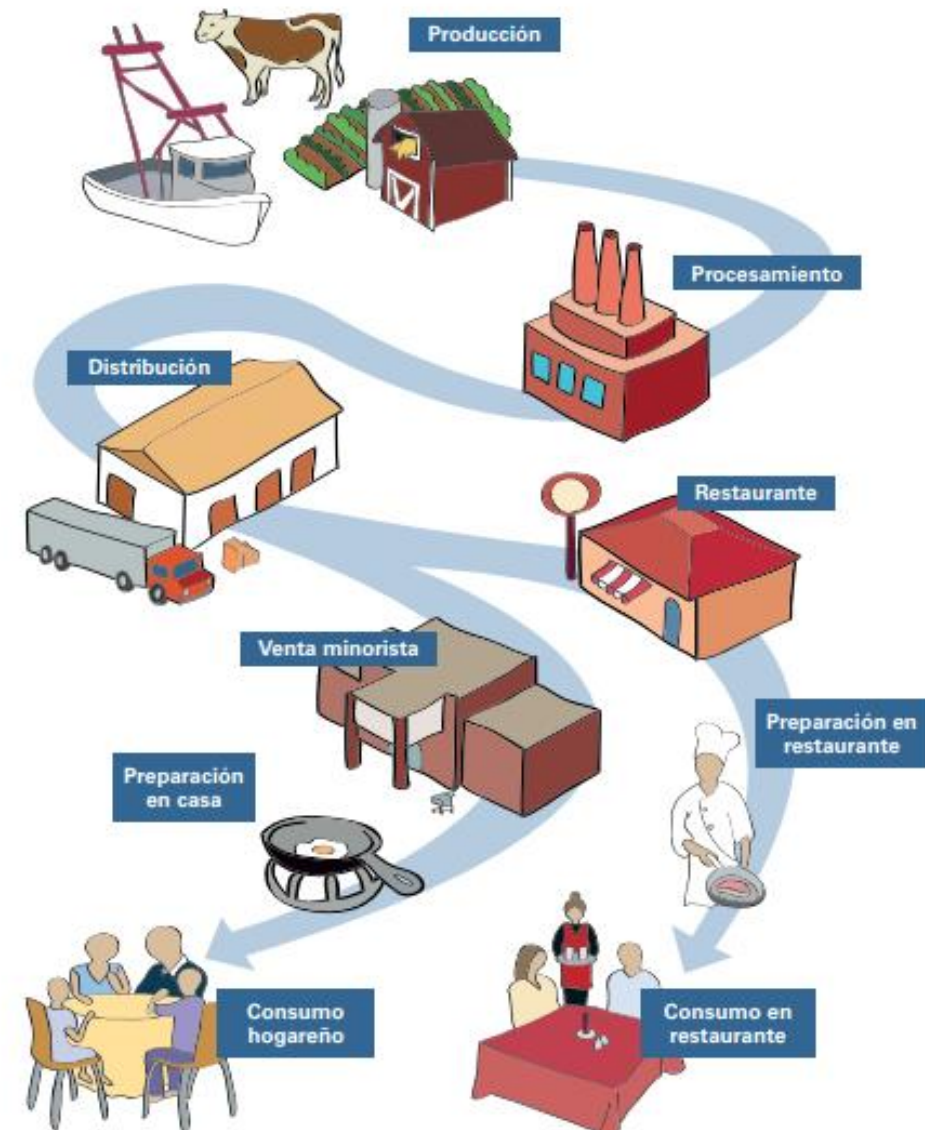 Producción
Procesamiento
Distribución
Restaurante
Venta minorista
Preparación en
restaurante
Preparación
en casa
Consumo
hogareño
Consumo en
restaurante